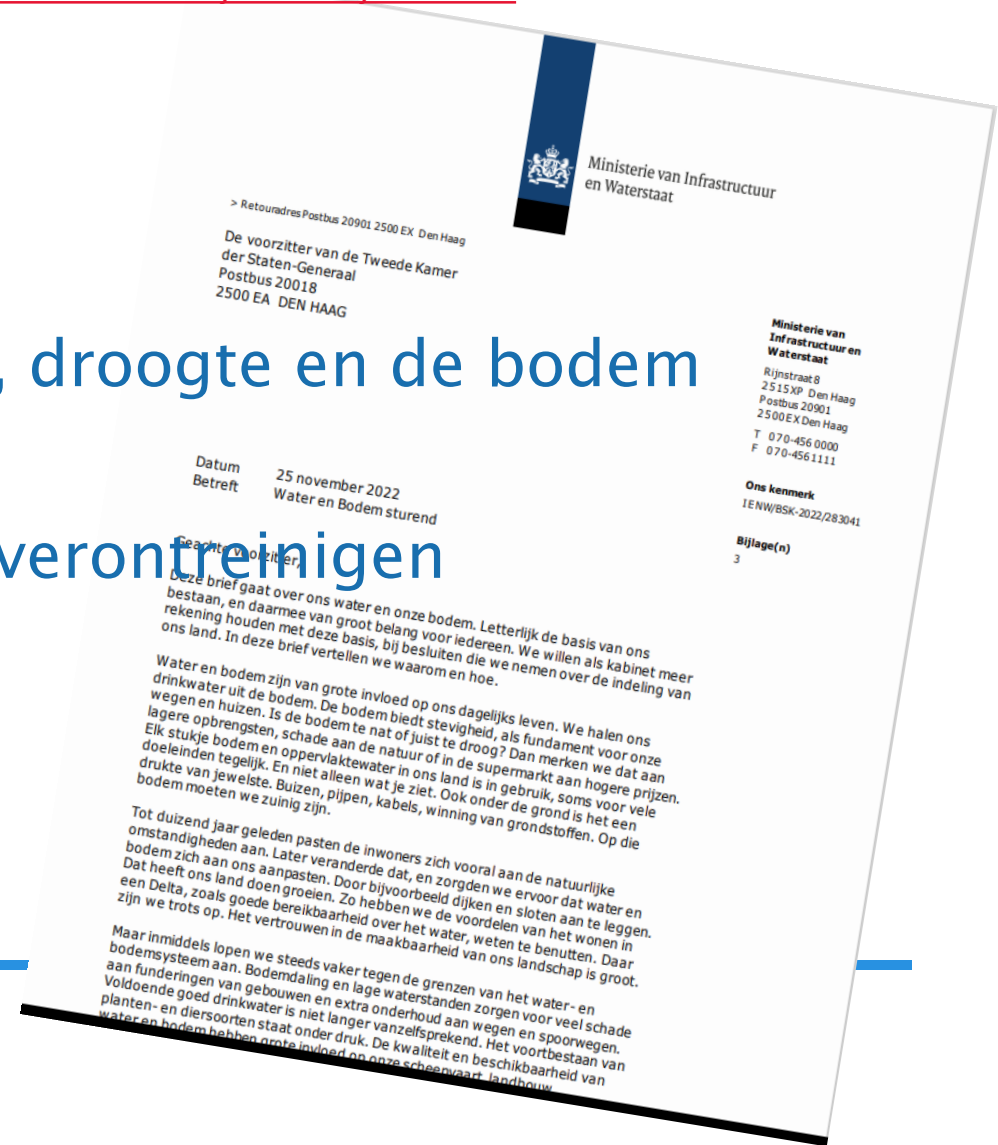 Ministerie van Infrastructuur
en Waterstaat
> Retouradres Postbus 20901 2500 EX Den Haag
De voorzitter van de Tweede Kamer
der Staten-Generaal
Postbus 20018
2500 EA DEN HAAG
Ministerie van
Infrastructuur en
Waterstaat
Rijnstraat 8
2515 XP Den Haag
Postbus 20901
2500 EX Den Haag
T 070-456 0000
F 070-456 1111
Ons kenmerk
IENW/BSK-2022/283041
Bijlage(n)
3
, droogte en de bodem
Datum 25 november 2022
Betreft Water en Bodem sturend
verontreinigen
Geachte voorzitter,
Deze brief gaat over ons water en onze bodem. Letterlijk de basis van ons
bestaan, en daarmee van groot belang voor iedereen. We willen als kabinet meer
rekening houden met deze basis, bij besluiten die we nemen over de indeling van
ons land. In deze brief vertellen we waarom en hoe.
Water en bodem zijn van grote invloed op ons dagelijks leven. We halen ons
drinkwater uit de bodem. De bodem biedt stevigheid, als fundament voor onze
wegen en huizen. Is de bodem te nat of juist te droog? Dan merken we dat aan
lagere opbrengsten, schade aan de natuur of in de supermarkt aan hogere prijzen.
Elk stukje bodem en oppervlaktewater in ons land is in gebruik, soms voor vele
doeleinden tegelijk. En niet alleen wat je ziet. Ook onder de grond is het een
drukte van jewelste. Buizen, pijpen, kabels, winning van grondstoffen. Op die
bodem moeten we zuinig zijn.
Tot duizend jaar geleden pasten de inwoners zich vooral aan de natuurlijke
omstandigheden aan. Later veranderde dat, en zorgden we ervoor dat water en
bodem zich aan ons aanpasten. Door bijvoorbeeld dijken en sloten aan te leggen.
Dat heeft ons land doen groeien. Zo hebben we de voordelen van het wonen in
een Delta, zoals goede bereikbaarheid over het water, weten te benutten. Daar
zijn we trots op. Het vertrouwen in de maakbaarheid van ons landschap is groot.
Maar inmiddels lopen we steeds vaker tegen de grenzen van het water- en
bodemsysteem aan. Bodemdaling en lage waterstanden zorgen voor veel schade
aan funderingen van gebouwen en extra onderhoud aan wegen en spoorwegen.
Voldoende goed drinkwater is niet langer vanzelfsprekend. Het voortbestaan van
planten- en diersoorten staat onder druk. De kwaliteit en beschikbaarheid van
water en bodem hebben grote invloed op onze scheepvaart, landbouw,